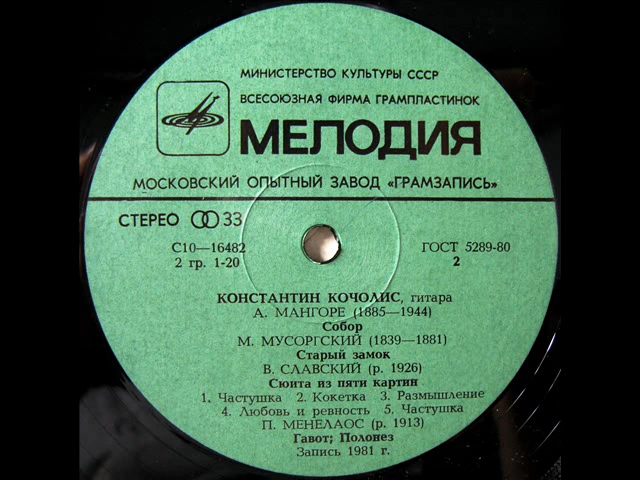 МИНИСТЕРСТВО КУЛЬТУРЫ СССР
ВСЕСОЮЗНАЯ ФИРМА ГРАМПЛАСТИНОК
МЕЛОДИЯ
МОСКОВСКИЙ ОПЫТНЫЙ ЗАВОД «ГРАМЗАПИСЬ»
СТЕРЕО 33
С10—16482
2 гр. 1-20
ГОСТ 5289-80
2
КОНСТАНТИН КОЧОЛИС, гитара
А. МАНГОРЕ (1885—1944)
Собор
М. МУСОРГСКИЙ (1839—1881)
Старый замок
В. СЛАВСКИЙ (р. 1926)
Сюита из пяти картин
1. Частушка 2. Кокетка 3. Размышление
4. Любовь и ревность 5. Частушка
П. МЕНЕЛАОС (р. 1913)
Гавот; Полонез
Запись 1981 г.